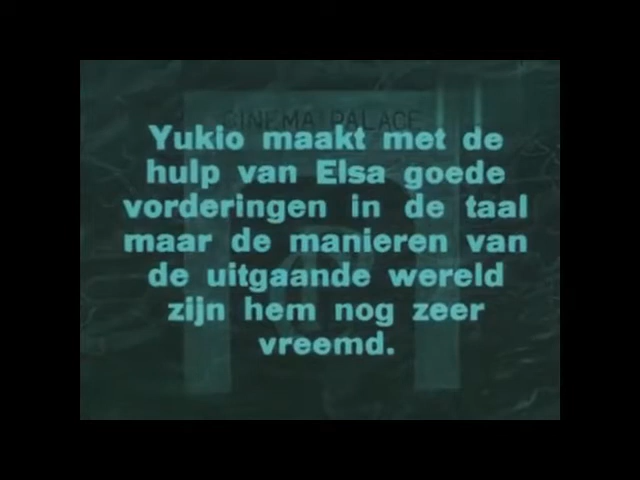 CINEMA PALACE
Yukio maakt met de
hulp van Elsa goede
vorderingen in de taal
maar de manieren van
de uitgaande wereld
zijn hem nog zeer
vreemd.